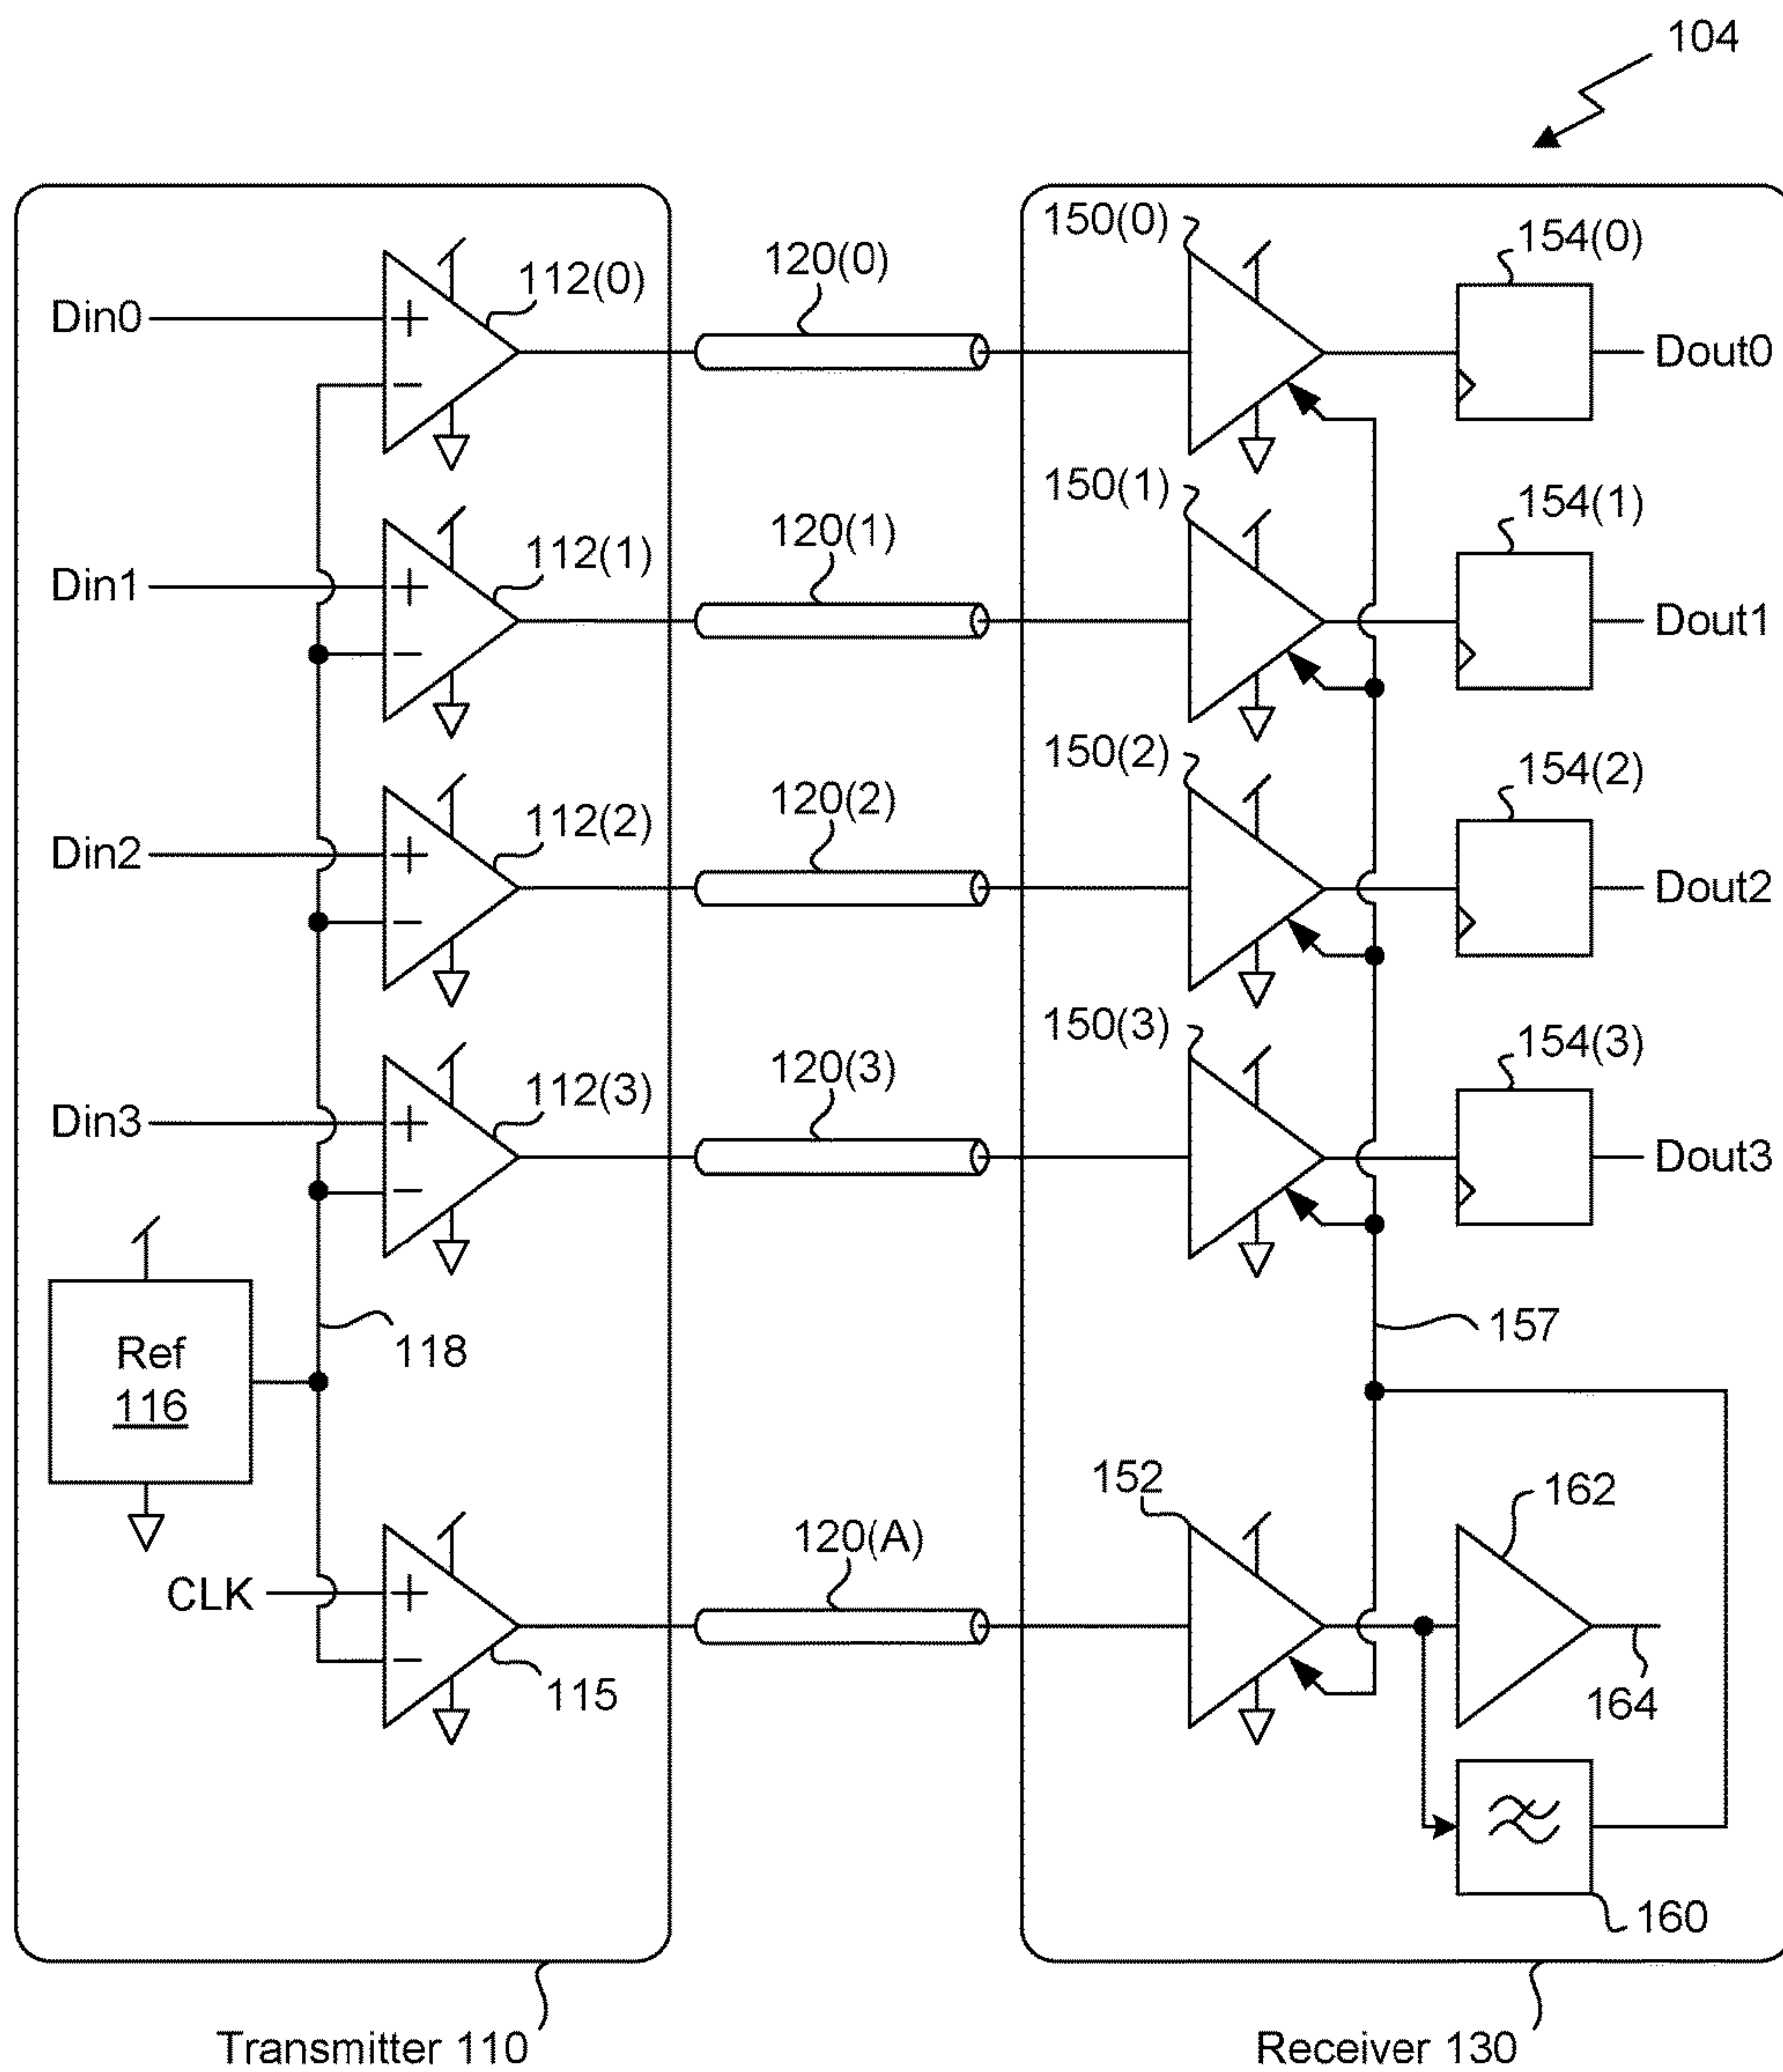 104
150(0)
154(0)
120(0)
112(0)
Din0
+
−
Dout0
150(1)
154(1)
120(1)
112(1)
Din1
+
−
Dout1
150(2)
154(2)
120(2)
112(2)
Din2
+
−
Dout2
150(3)
154(3)
120(3)
112(3)
Din3
+
−
Dout3
Ref
116
118
157
152
162
120(A)
CLK
+
−
115
164
160
Transmitter 110
Receiver 130